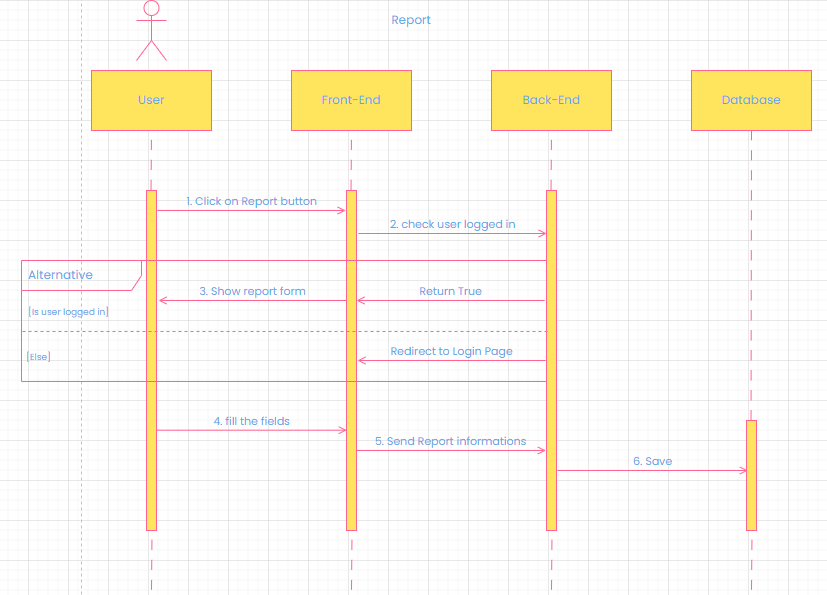 Report
User
Front-End
Back-End
Database
1. Click on Report button
2. check user logged in
Alternative
3. Show report form
Return True
[Is user logged in]
Redirect to Login Page
[Else]
4. fill the fields
5. Send Report informations
6. Save